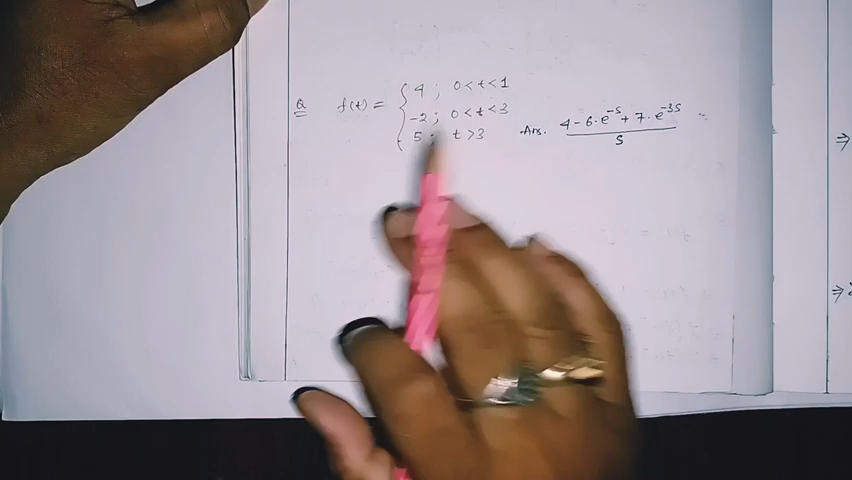 Q f(t) = { 4 ; 0 < t < 1
-2 ; 0 < t < 3
5 ; t > 3
Ans. (4 - 6 · e^-s + 7 · e^-3s) / s
⇒
⇒